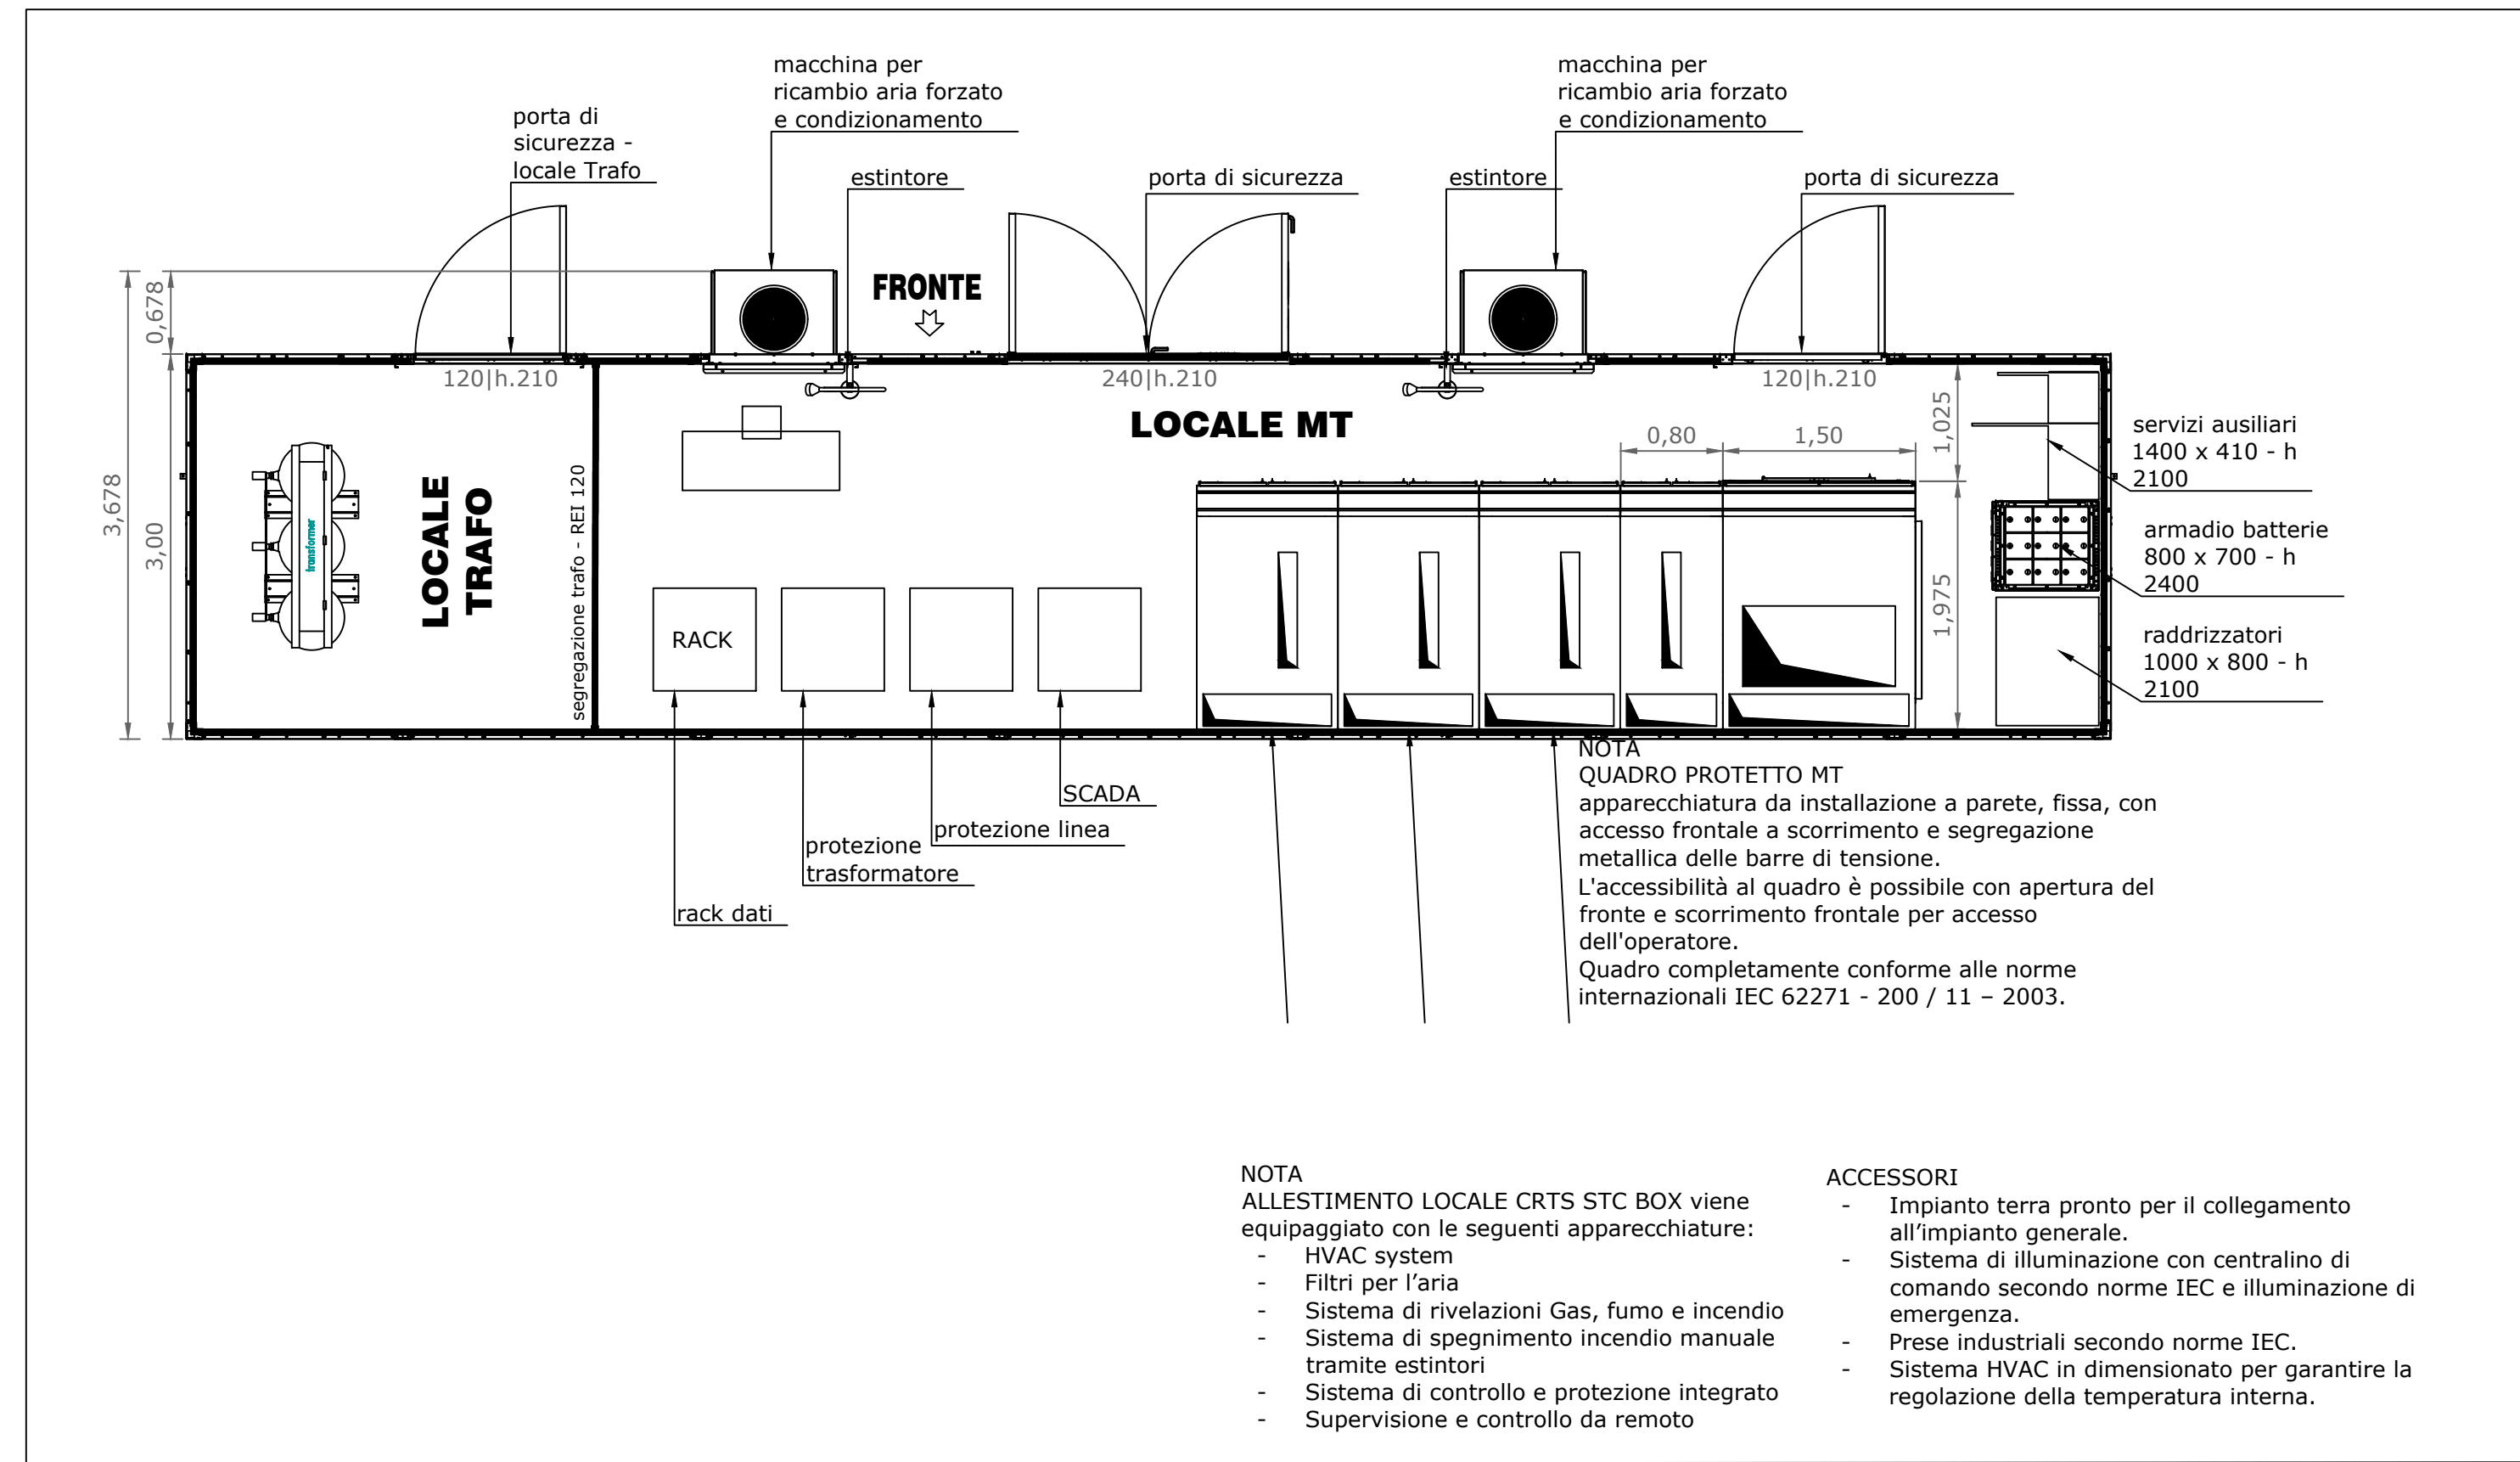 macchina per
ricambio aria forzato
e condizionamento
macchina per
ricambio aria forzato
e condizionamento
porta di
sicurezza -
locale Trafo
estintore
porta di sicurezza
estintore
porta di sicurezza
FRONTE
0,678
3,678
3,00
120|h.210
240|h.210
120|h.210
LOCALE MT
0,80
1,50
1,025
1,975
LOCALE
TRAFO
transformer
segregazione trafo - REI 120
RACK
servizi ausiliari
1400 x 410 - h
2100
armadio batterie
800 x 700 - h
2400
raddrizzatori
1000 x 800 - h
2100
SCADA
protezione linea
protezione
trasformatore
rack dati
NOTA
QUADRO PROTETTO MT
apparecchiatura da installazione a parete, fissa, con
accesso frontale a scorrimento e segregazione
metallica delle barre di tensione.
L'accessibilità al quadro è possibile con apertura del
fronte e scorrimento frontale per accesso
dell'operatore.
Quadro completamente conforme alle norme
internazionali IEC 62271 - 200 / 11 – 2003.
NOTA
ALLESTIMENTO LOCALE CRTS STC BOX viene
equipaggiato con le seguenti apparecchiature:
- HVAC system
- Filtri per l’aria
- Sistema di rivelazioni Gas, fumo e incendio
- Sistema di spegnimento incendio manuale
tramite estintori
- Sistema di controllo e protezione integrato
- Supervisione e controllo da remoto
ACCESSORI
- Impianto terra pronto per il collegamento
all’impianto generale.
- Sistema di illuminazione con centralino di
comando secondo norme IEC e illuminazione di
emergenza.
- Prese industriali secondo norme IEC.
- Sistema HVAC in dimensionato per garantire la
regolazione della temperatura interna.